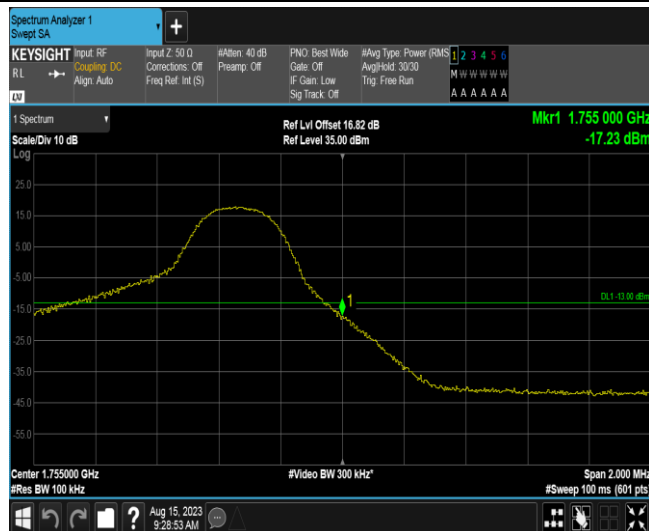 Spectrum Analyzer 1
Swept SA
KEYSIGHT
RL
LXI
Input: RF
Coupling: DC
Align: Auto
Input Z: 50 Ω
Corrections: Off
Freq Ref: Int (S)
#Atten: 40 dB
Preamp: Off
PNO: Best Wide
Gate: Off
IF Gain: Low
Sig Track: Off
#Avg Type: Power (RMS
Avg|Hold: 30/30
Trig: Free Run
1 2 3 4 5 6
M W W W W W
A A A A A A
1 Spectrum
Scale/Div 10 dB
Ref Lvl Offset 16.82 dB
Ref Level 35.00 dBm
Mkr1 1.755 000 GHz
-17.23 dBm
Log
25.0
15.0
5.00
-5.00
-15.0
-25.0
-35.0
-45.0
-55.0
1
DL1 -13.00 dBm
Center 1.755000 GHz
#Video BW 300 kHz*
Span 2.000 MHz
#Res BW 100 kHz
#Sweep 100 ms (601 pts)
?
Aug 15, 2023
9:28:53 AM